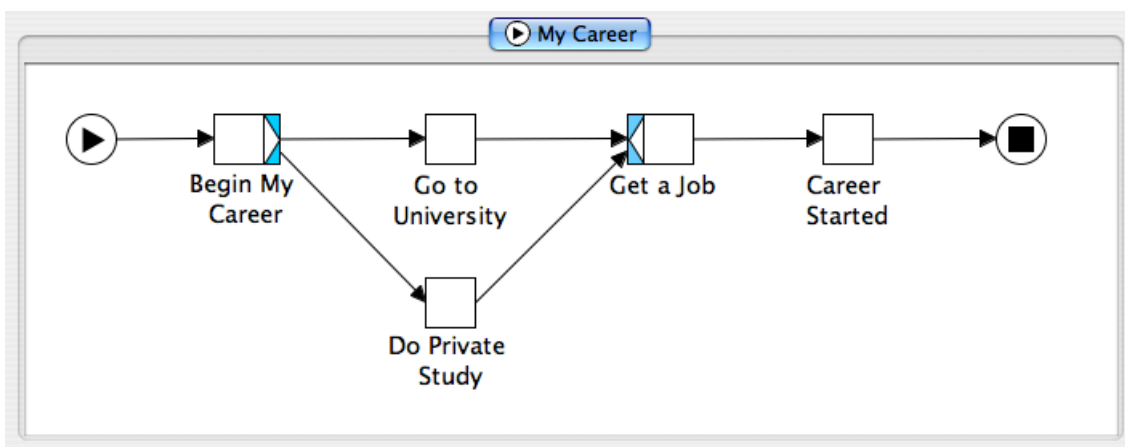 My Career
Begin My
Career
Go to
University
Get a Job
Career
Started
Do Private
Study